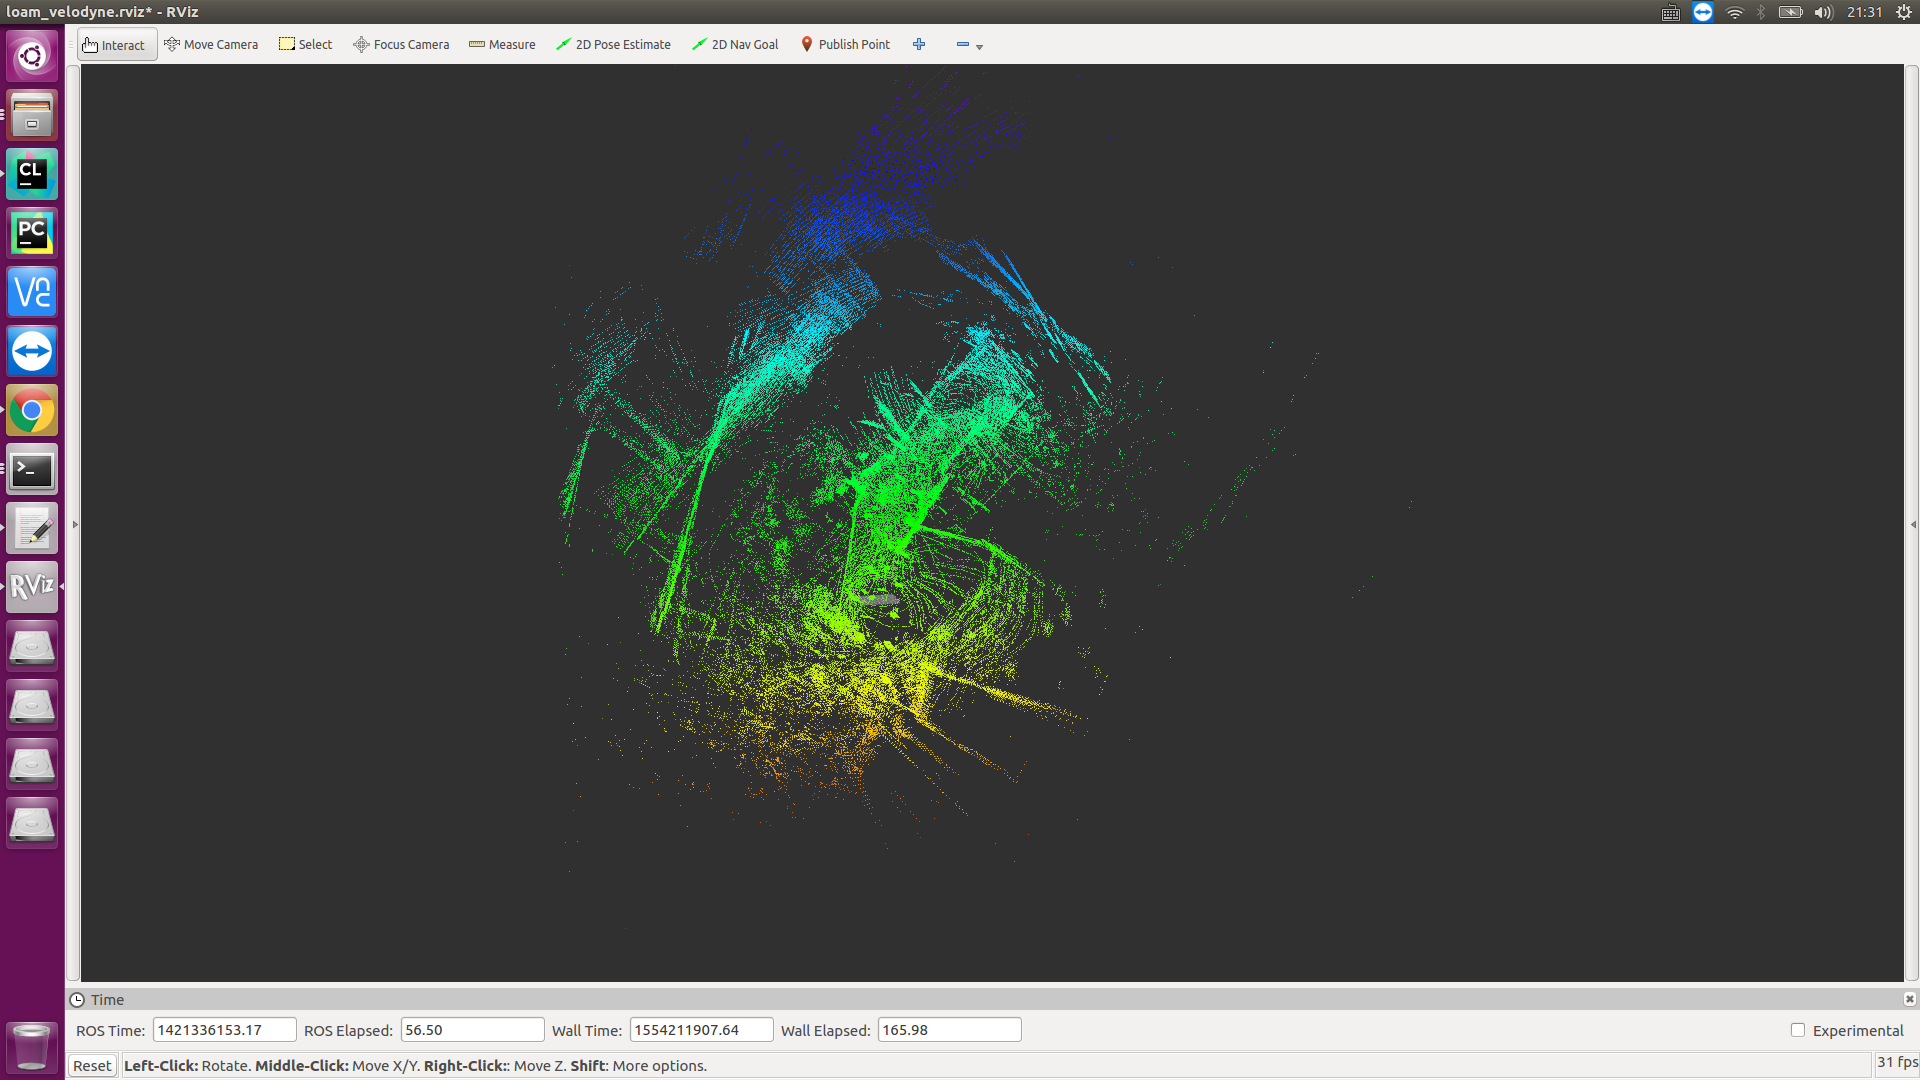 loam_velodyne.rviz* - RViz
21:31
Interact Move Camera Select Focus Camera Measure 2D Pose Estimate 2D Nav Goal Publish Point
CL
PC
VNC
>_
RViz
Time
ROS Time: 1421336153.17 ROS Elapsed: 56.50 Wall Time: 1554211907.64 Wall Elapsed: 165.98 Experimental
Reset Left-Click: Rotate. Middle-Click: Move X/Y. Right-Click:: Move Z. Shift: More options. 31 fps